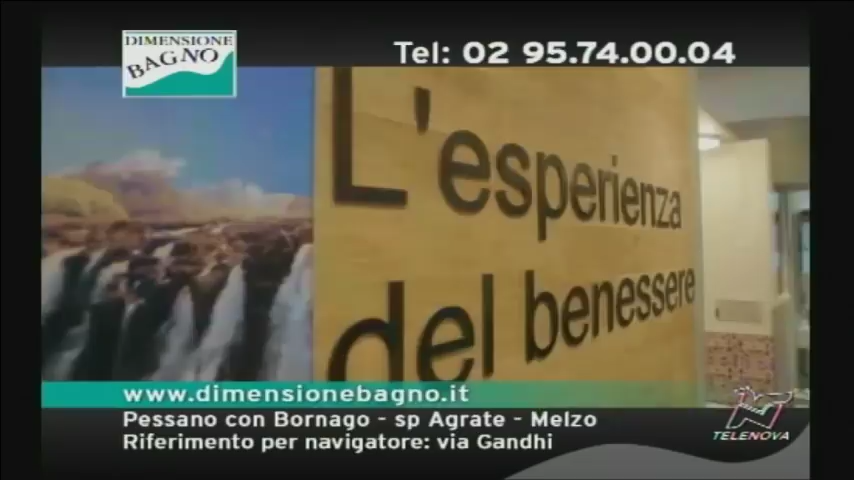 DIMENSIONE
BAGNO
Tel: 02 95.74.00.04
L'esperienza
del benessere
www.dimensionebagno.it
Pessano con Bornago - sp Agrate - Melzo
Riferimento per navigatore: via Gandhi
TELENOVA